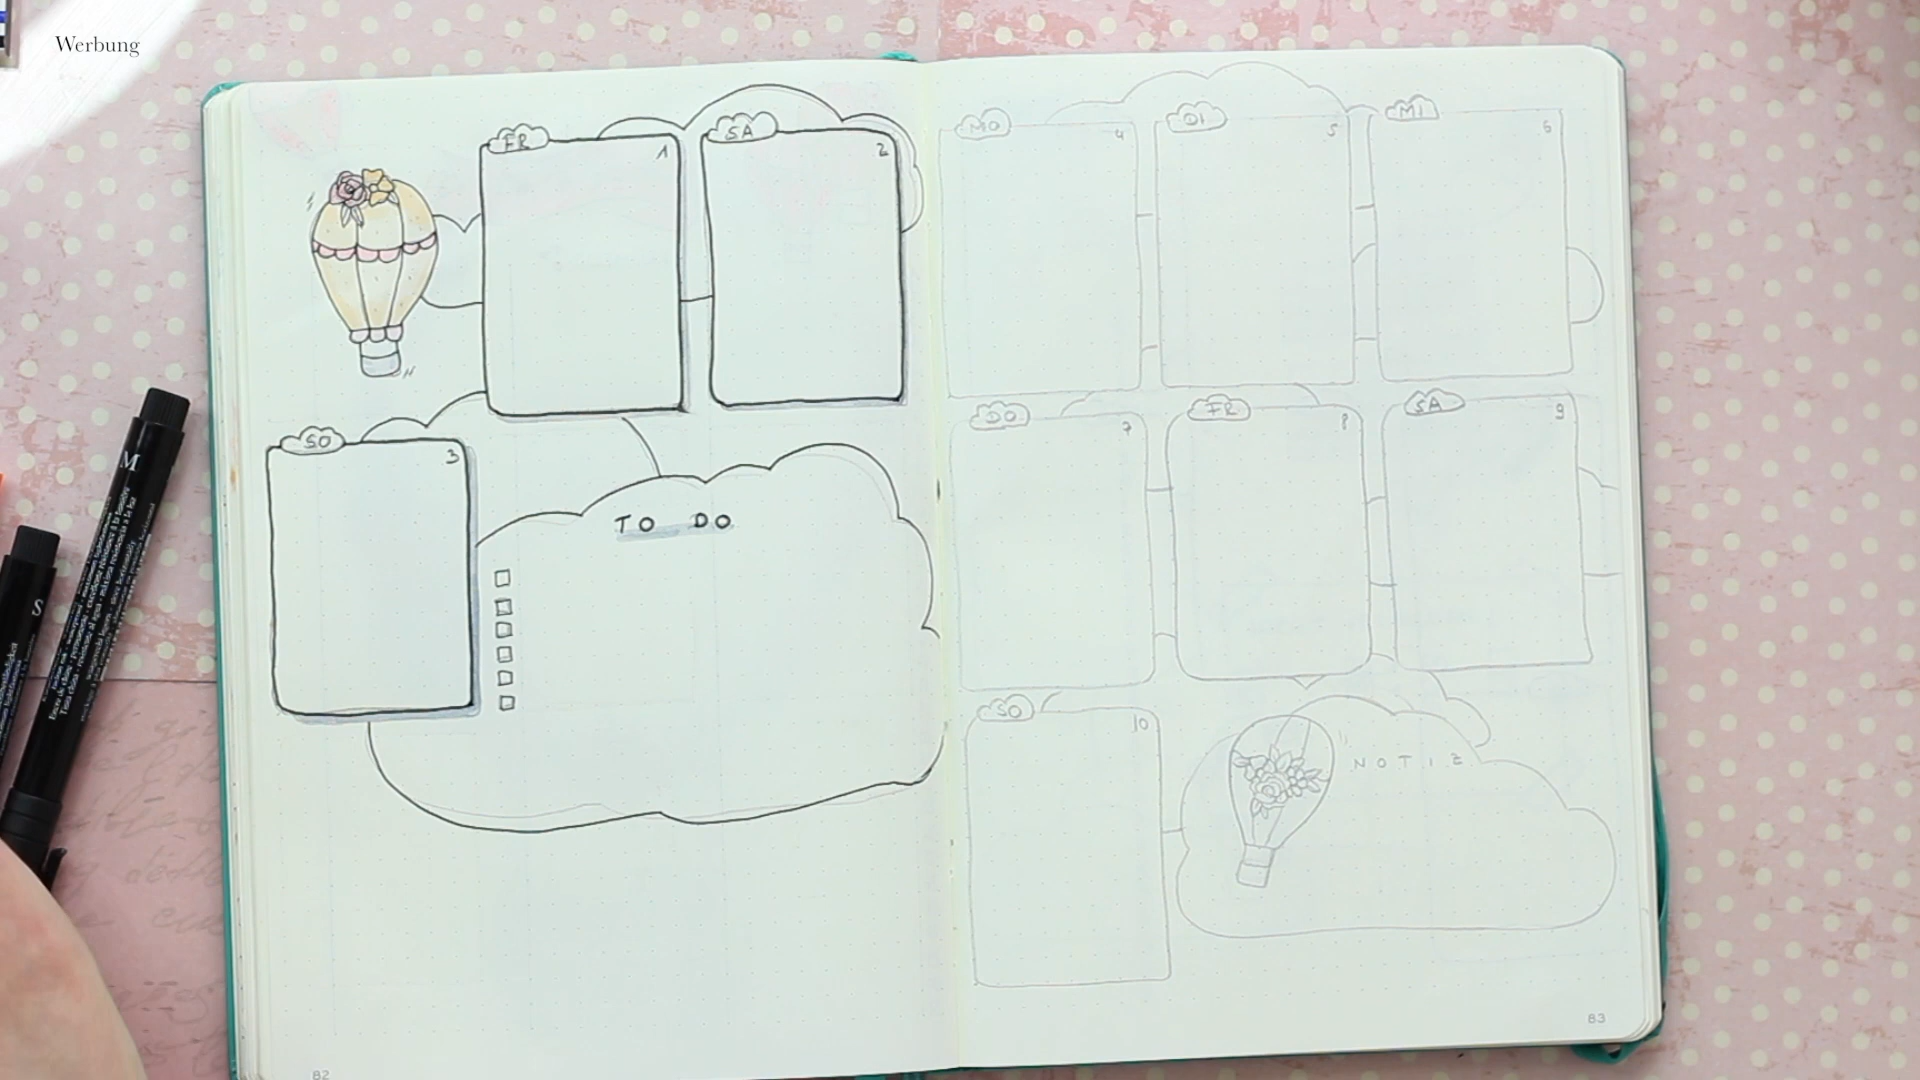 Werbung
FR 1
SA 2
SO 3
TO DO
82
MO 4
DI 5
MI 6
DO 7
FR 8
SA 9
SO 10
NOTIZ
83
M
S